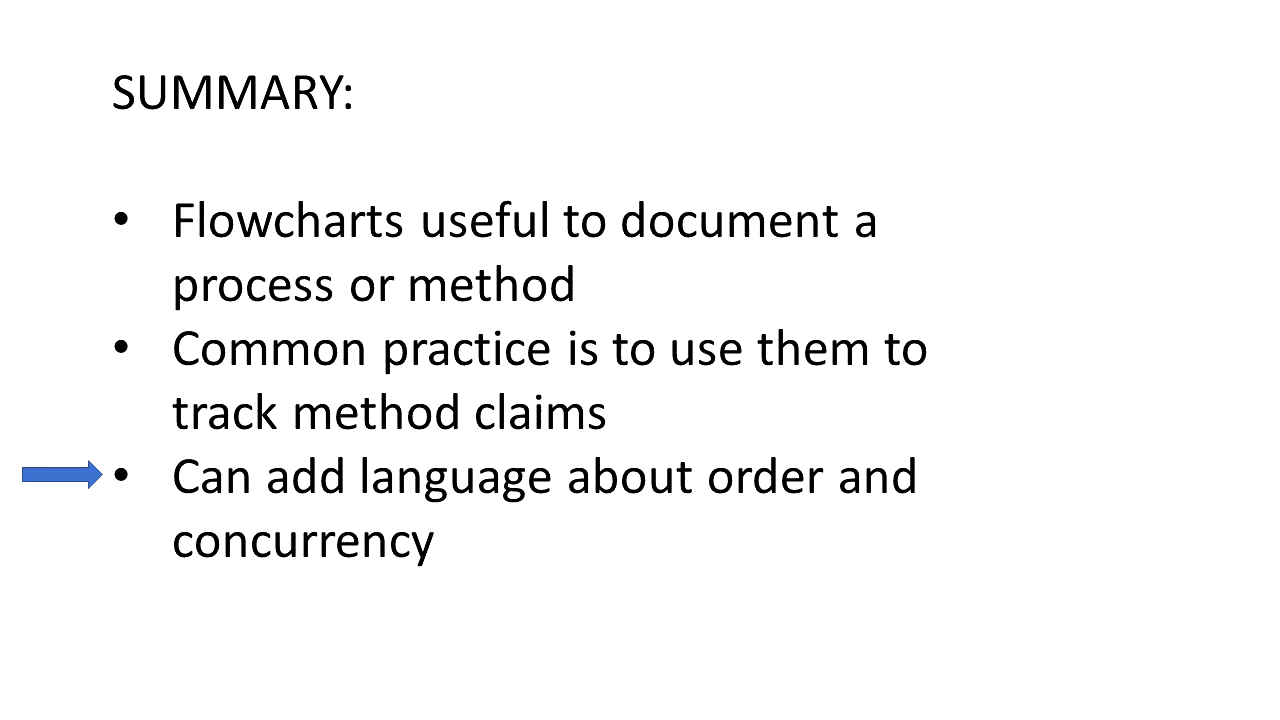 SUMMARY:
• Flowcharts useful to document a
process or method
• Common practice is to use them to
track method claims
• Can add language about order and
concurrency